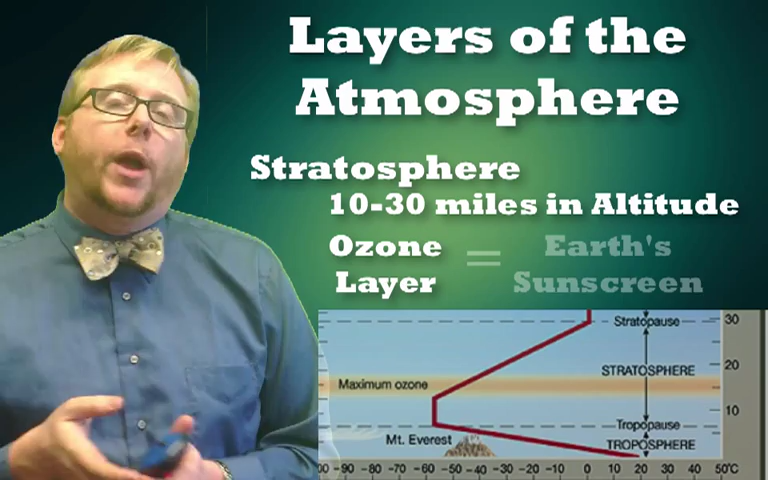 Layers of the
Atmosphere
Stratosphere
10-30 miles in Altitude
Ozone = Earth's
Layer Sunscreen
Stratopause 30
20
STRATOSPHERE
Maximum ozone
10
Tropopause
Mt. Everest
TROPOSPHERE
00 -90 -80 -70 -60 -50 -40 -30 -20 -10 0 10 20 30 40 50°C